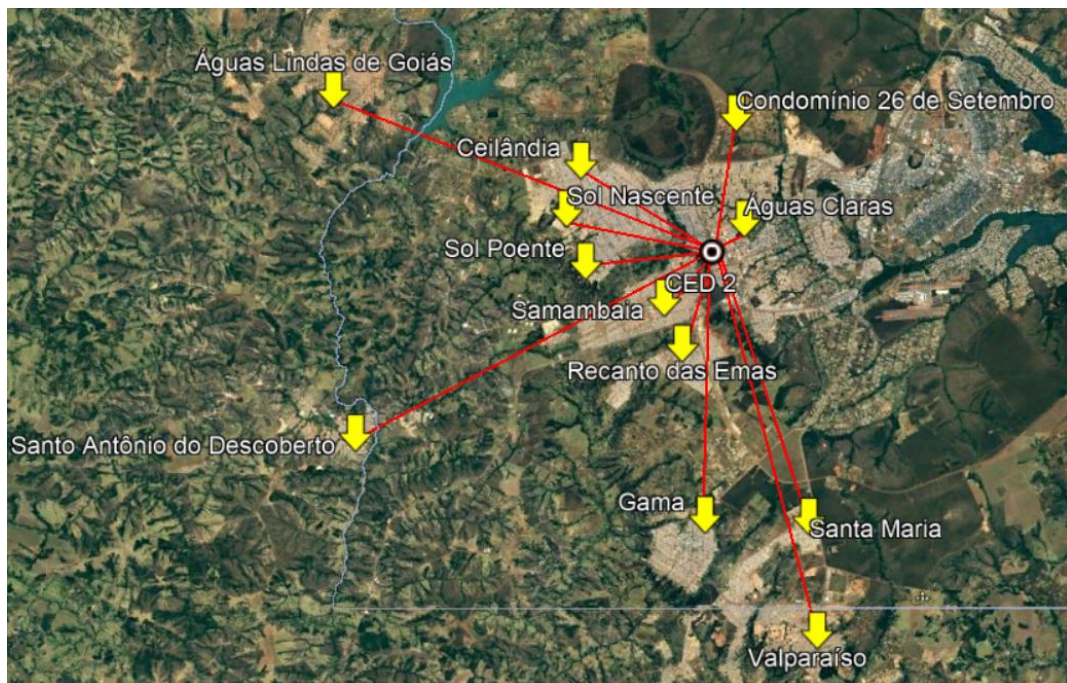 Águas Lindas de Goiás
Condomínio 26 de Setembro
Ceilândia
Sol Nascente
Águas Claras
Sol Poente
CED 2
Samambaia
Recanto das Emas
Santo Antônio do Descoberto
Gama
Santa Maria
Valparaíso